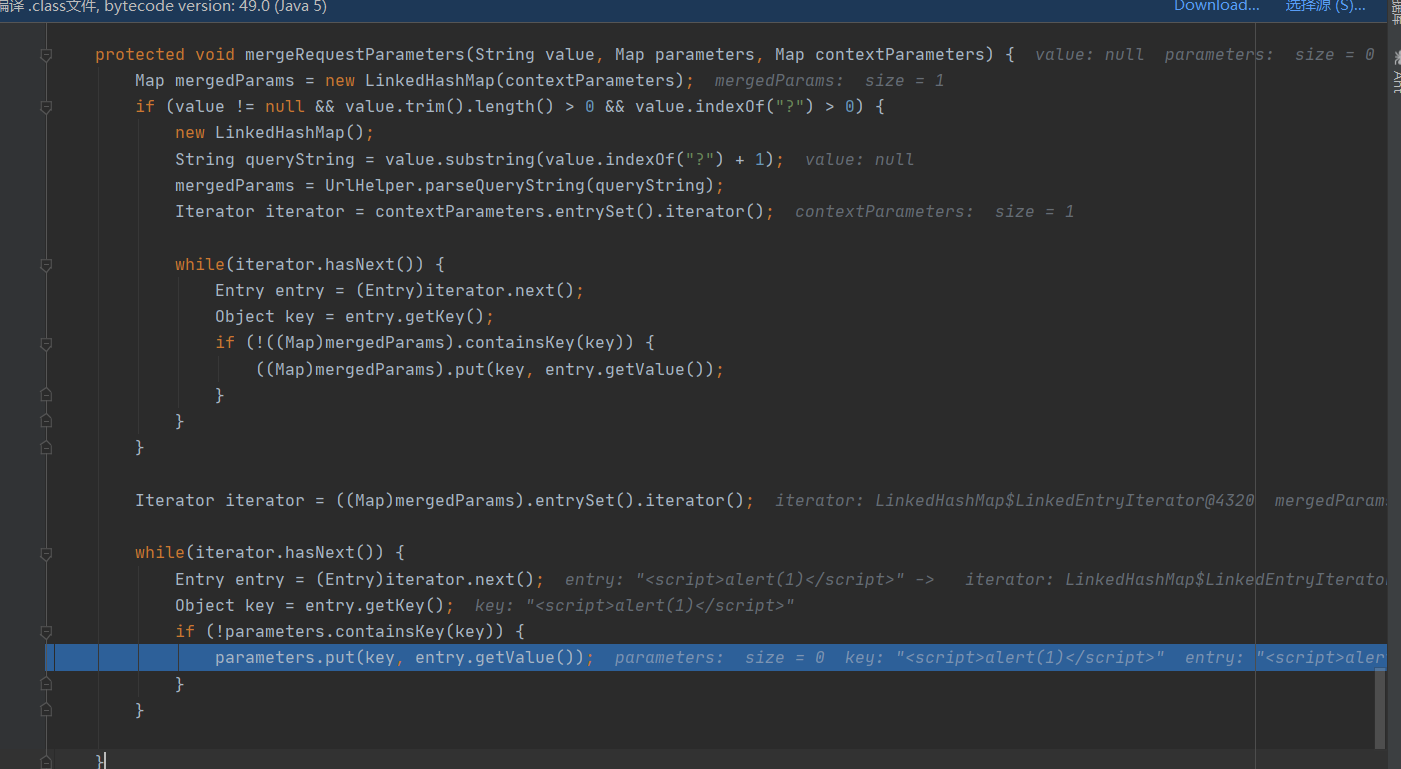 编译 .class文件, bytecode version: 49.0 (Java 5) Download... 选择源 (S)...
protected void mergeRequestParameters(String value, Map parameters, Map contextParameters) { value: null parameters: size = 0
Map mergedParams = new LinkedHashMap(contextParameters); mergedParams: size = 1
if (value != null && value.trim().length() > 0 && value.indexOf("?") > 0) {
new LinkedHashMap();
String queryString = value.substring(value.indexOf("?") + 1); value: null
mergedParams = UrlHelper.parseQueryString(queryString);
Iterator iterator = contextParameters.entrySet().iterator(); contextParameters: size = 1
while(iterator.hasNext()) {
Entry entry = (Entry)iterator.next();
Object key = entry.getKey();
if (!((Map)mergedParams).containsKey(key)) {
((Map)mergedParams).put(key, entry.getValue());
}
}
}
Iterator iterator = ((Map)mergedParams).entrySet().iterator(); iterator: LinkedHashMap$LinkedEntryIterator@4320 mergedParams
while(iterator.hasNext()) {
Entry entry = (Entry)iterator.next(); entry: "<script>alert(1)</script>" -> iterator: LinkedHashMap$LinkedEntryIterato
Object key = entry.getKey(); key: "<script>alert(1)</script>"
if (!parameters.containsKey(key)) {
parameters.put(key, entry.getValue()); parameters: size = 0 key: "<script>alert(1)</script>" entry: "<script>aler
}
}
}
Ant